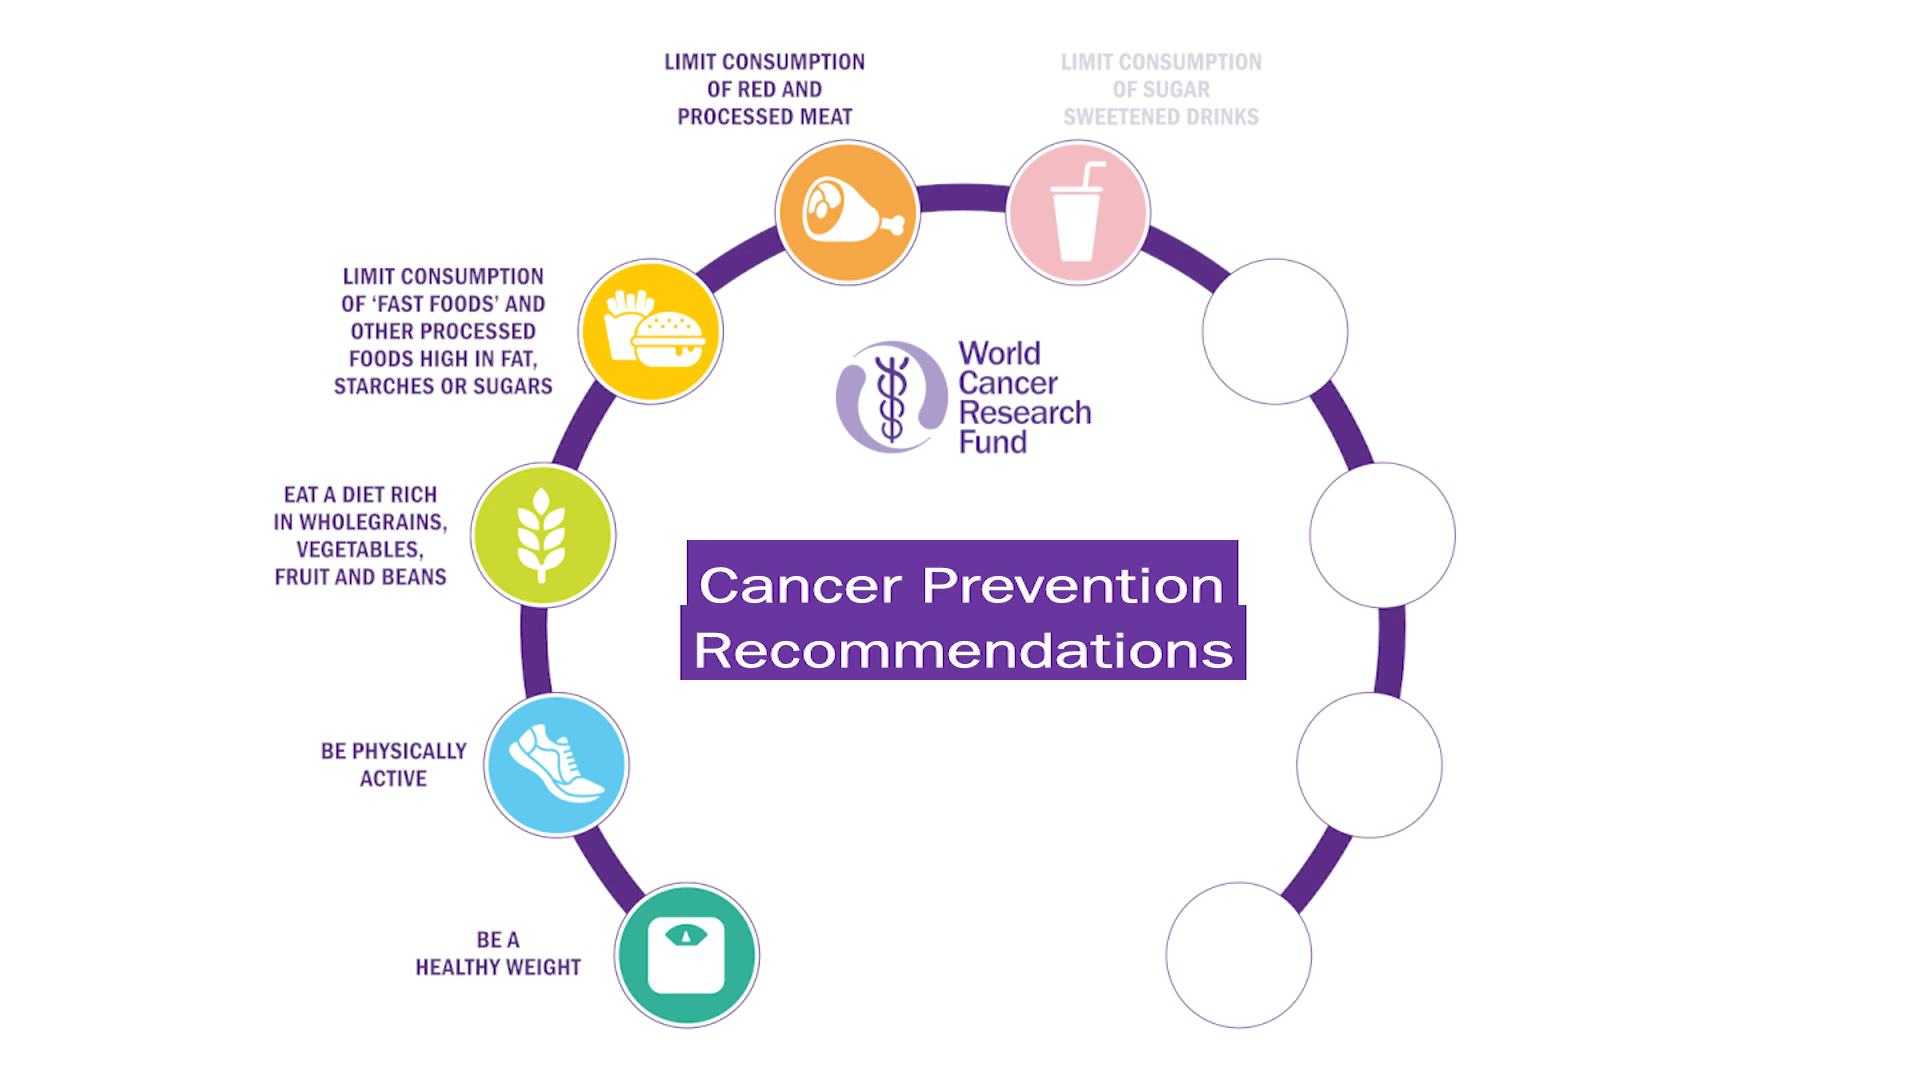 LIMIT CONSUMPTION
OF RED AND
PROCESSED MEAT
LIMIT CONSUMPTION
OF SUGAR
SWEETENED DRINKS
LIMIT CONSUMPTION
OF ‘FAST FOODS’ AND
OTHER PROCESSED
FOODS HIGH IN FAT,
STARCHES OR SUGARS
World
Cancer
Research
Fund
EAT A DIET RICH
IN WHOLEGRAINS,
VEGETABLES,
FRUIT AND BEANS
Cancer Prevention
Recommendations
BE PHYSICALLY
ACTIVE
BE A
HEALTHY WEIGHT